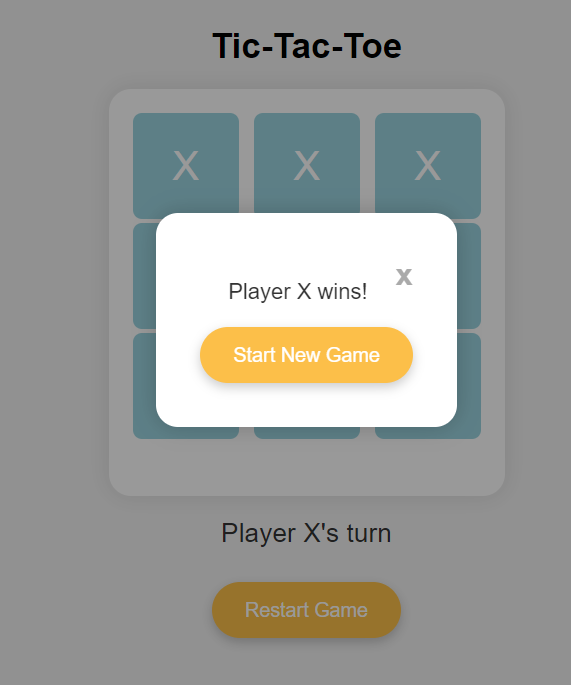 Tic-Tac-Toe
X X X
x
Player X wins!
Start New Game
Player X's turn
Restart Game